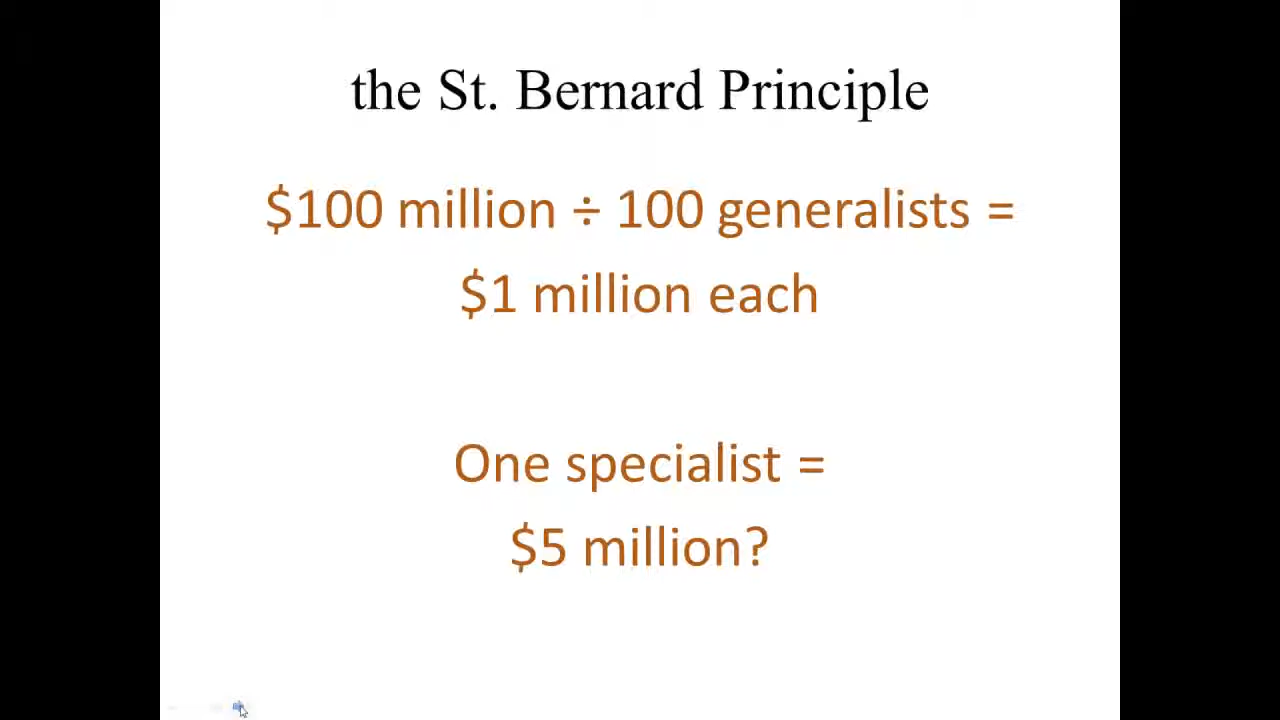 the St. Bernard Principle
$100 million ÷ 100 generalists =
$1 million each
One specialist =
$5 million?